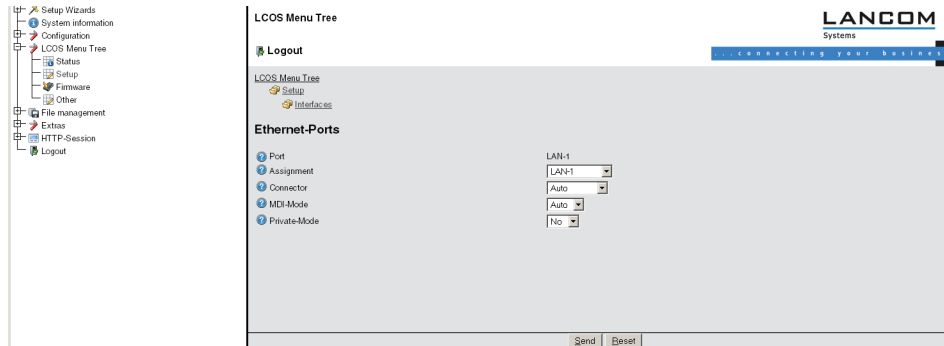 Setup Wizards
System information
Configuration
LCOS Menu Tree
Status
Setup
Firmware
Other
File management
Extras
HTTP-Session
Logout
LCOS Menu Tree
LANCOM
Systems
Logout
...connecting your busines
LCOS Menu Tree
Setup
Interfaces
Ethernet-Ports
Port LAN-1
Assignment LAN-1
Connector Auto
MDI-Mode Auto
Private-Mode No
Send Reset